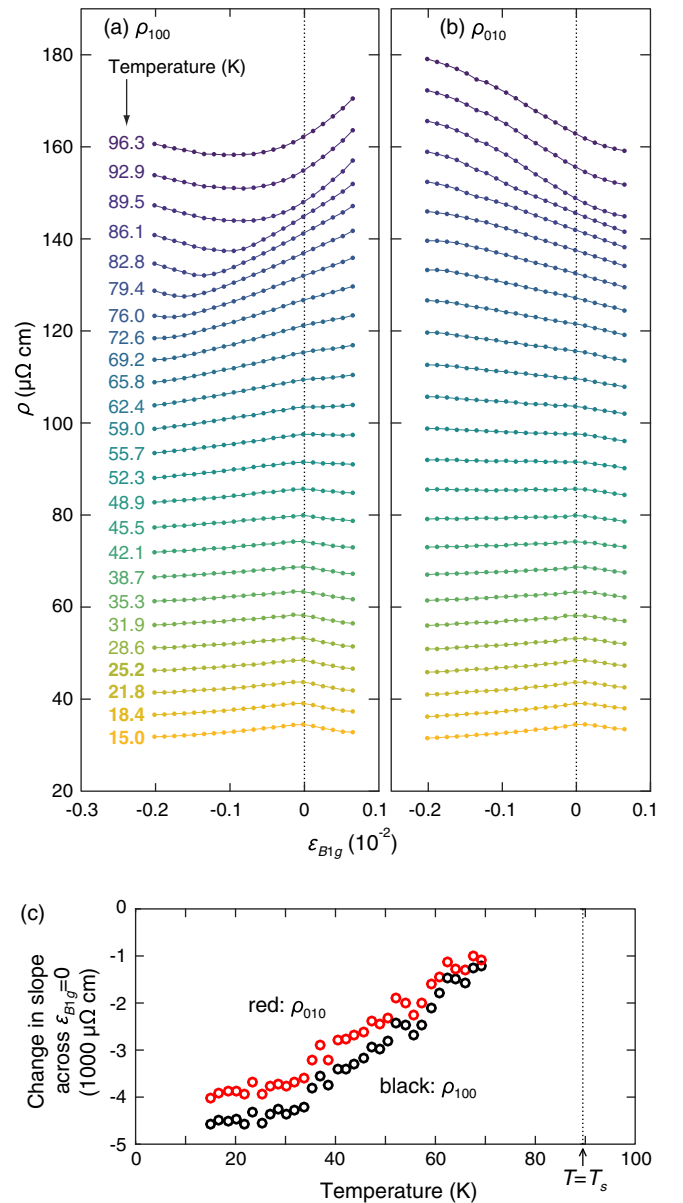 (a) ρ100
(b) ρ010
Temperature (K)
96.3
92.9
89.5
86.1
82.8
79.4
76.0
72.6
69.2
65.8
62.4
59.0
55.7
52.3
48.9
45.5
42.1
38.7
35.3
31.9
28.6
25.2
21.8
18.4
15.0
180
160
140
120
100
80
60
40
20
ρ (μΩ cm)
-0.3 -0.2 -0.1 0 0.1 -0.2 -0.1 0 0.1
εB1g (10-2)
(c)
0
-1
-2
-3
-4
-5
Change in slope
across εB1g=0
(1000 μΩ cm)
red: ρ010
black: ρ100
0 20 40 60 80 100
Temperature (K)
T=Ts